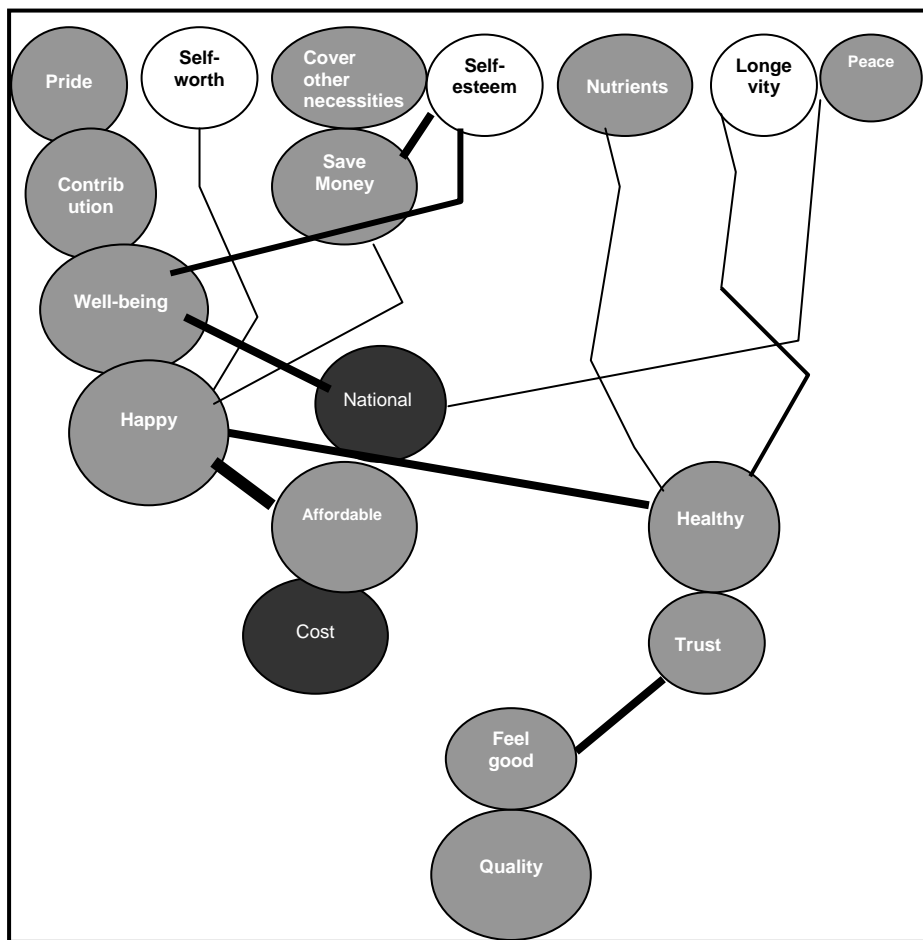 Pride
Self-
worth
Cover
other
necessities
Self-
esteem
Nutrients
Longe
vity
Peace
Contrib
ution
Save
Money
Well-being
National
Happy
Affordable
Healthy
Cost
Trust
Feel
good
Quality